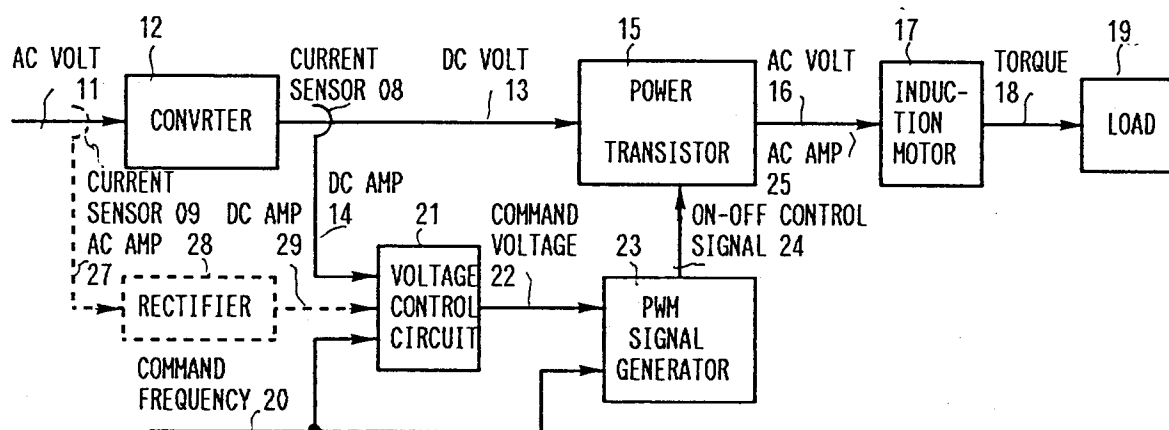 12
15
17
19
AC VOLT
11
CURRENT
SENSOR 08
DC VOLT
13
AC VOLT
16
TORQUE
18
CONVRTER
POWER
TRANSISTOR
INDUC-
TION
MOTOR
LOAD
AC AMP
25
CURRENT
SENSOR 09
AC AMP
27
DC AMP
29
DC AMP
14
28
21
COMMAND
VOLTAGE
22
ON-OFF CONTROL
SIGNAL 24
23
RECTIFIER
VOLTAGE
CONTROL
CIRCUIT
PWM
SIGNAL
GENERATOR
COMMAND
FREQUENCY 20